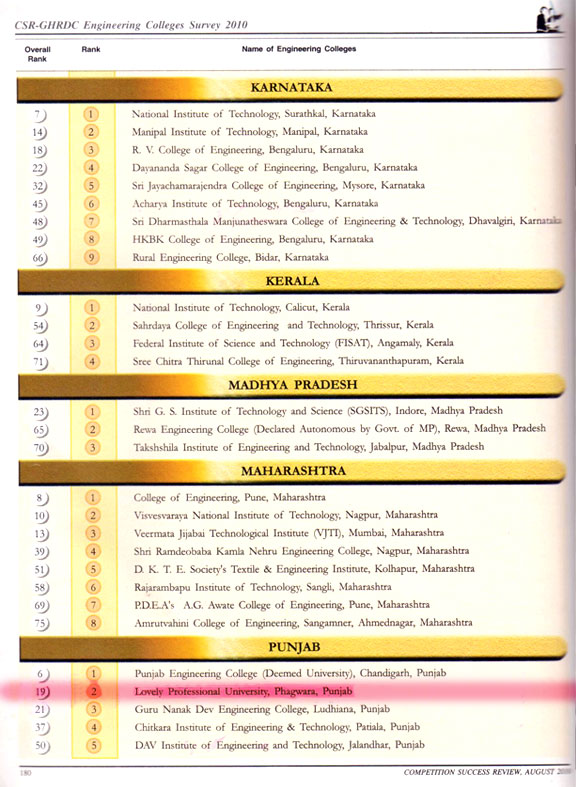 CSR-GHRDC Engineering Colleges Survey 2010
Overall Rank Rank Name of Engineering Colleges
KARNATAKA
7 1 National Institute of Technology, Surathkal, Karnataka
14 2 Manipal Institute of Technology, Manipal, Karnataka
18 3 R. V. College of Engineering, Bengaluru, Karnataka
22 4 Dayananda Sagar College of Engineering, Bengaluru, Karnataka
32 5 Sri Jayachamarajendra College of Engineering, Mysore, Karnataka
45 6 Acharya Institute of Technology, Bengaluru, Karnataka
48 7 Sri Dharmasthala Manjunatheswara College of Engineering & Technology, Dhavalgiri, Karnataka
49 8 HKBK College of Engineering, Bengaluru, Karnataka
66 9 Rural Engineering College, Bidar, Karnataka
KERALA
9 1 National Institute of Technology, Calicut, Kerala
54 2 Sahrdaya College of Engineering and Technology, Thrissur, Kerala
64 3 Federal Institute of Science and Technology (FISAT), Angamaly, Kerala
71 4 Sree Chitra Thirunal College of Engineering, Thiruvananthapuram, Kerala
MADHYA PRADESH
23 1 Shri G. S. Institute of Technology and Science (SGSITS), Indore, Madhya Pradesh
65 2 Rewa Engineering College (Declared Autonomous by Govt. of MP), Rewa, Madhya Pradesh
70 3 Takshshila Institute of Engineering and Technology, Jabalpur, Madhya Pradesh
MAHARASHTRA
8 1 College of Engineering, Pune, Maharashtra
10 2 Visvesvaraya National Institute of Technology, Nagpur, Maharashtra
13 3 Veermata Jijabai Technological Institute (VJTI), Mumbai, Maharashtra
39 4 Shri Ramdeobaba Kamla Nehru Engineering College, Nagpur, Maharashtra
51 5 D. K. T. E. Society's Textile & Engineering Institute, Kolhapur, Maharashtra
58 6 Rajarambapu Institute of Technology, Sangli, Maharashtra
69 7 P.D.E.A's A.G. Awate College of Engineering, Pune, Maharashtra
75 8 Amrutvahini College of Engineering, Sangamner, Ahmednagar, Maharashtra
PUNJAB
6 1 Punjab Engineering College (Deemed University), Chandigarh, Punjab
19 2 Lovely Professional University, Phagwara, Punjab
21 3 Guru Nanak Dev Engineering College, Ludhiana, Punjab
37 4 Chitkara Institute of Engineering & Technology, Patiala, Punjab
50 5 DAV Institute of Engineering and Technology, Jalandhar, Punjab
180 COMPETITION SUCCESS REVIEW, AUGUST 2010